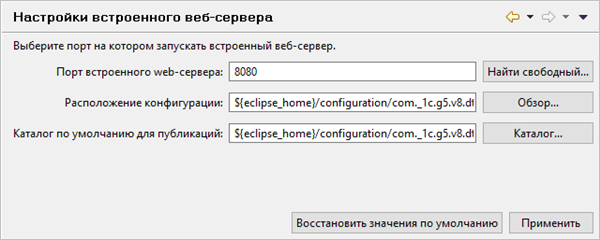 Настройки встроенного веб-сервера
Выберите порт на котором запускать встроенный веб-сервер.
Порт встроенного web-сервера: 8080 Найти свободный...
Расположение конфигурации: ${eclipse_home}/configuration/com._1c.g5.v8.dt Обзор...
Каталог по умолчанию для публикаций: ${eclipse_home}/configuration/com._1c.g5.v8.dt Каталог...
Восстановить значения по умолчанию Применить